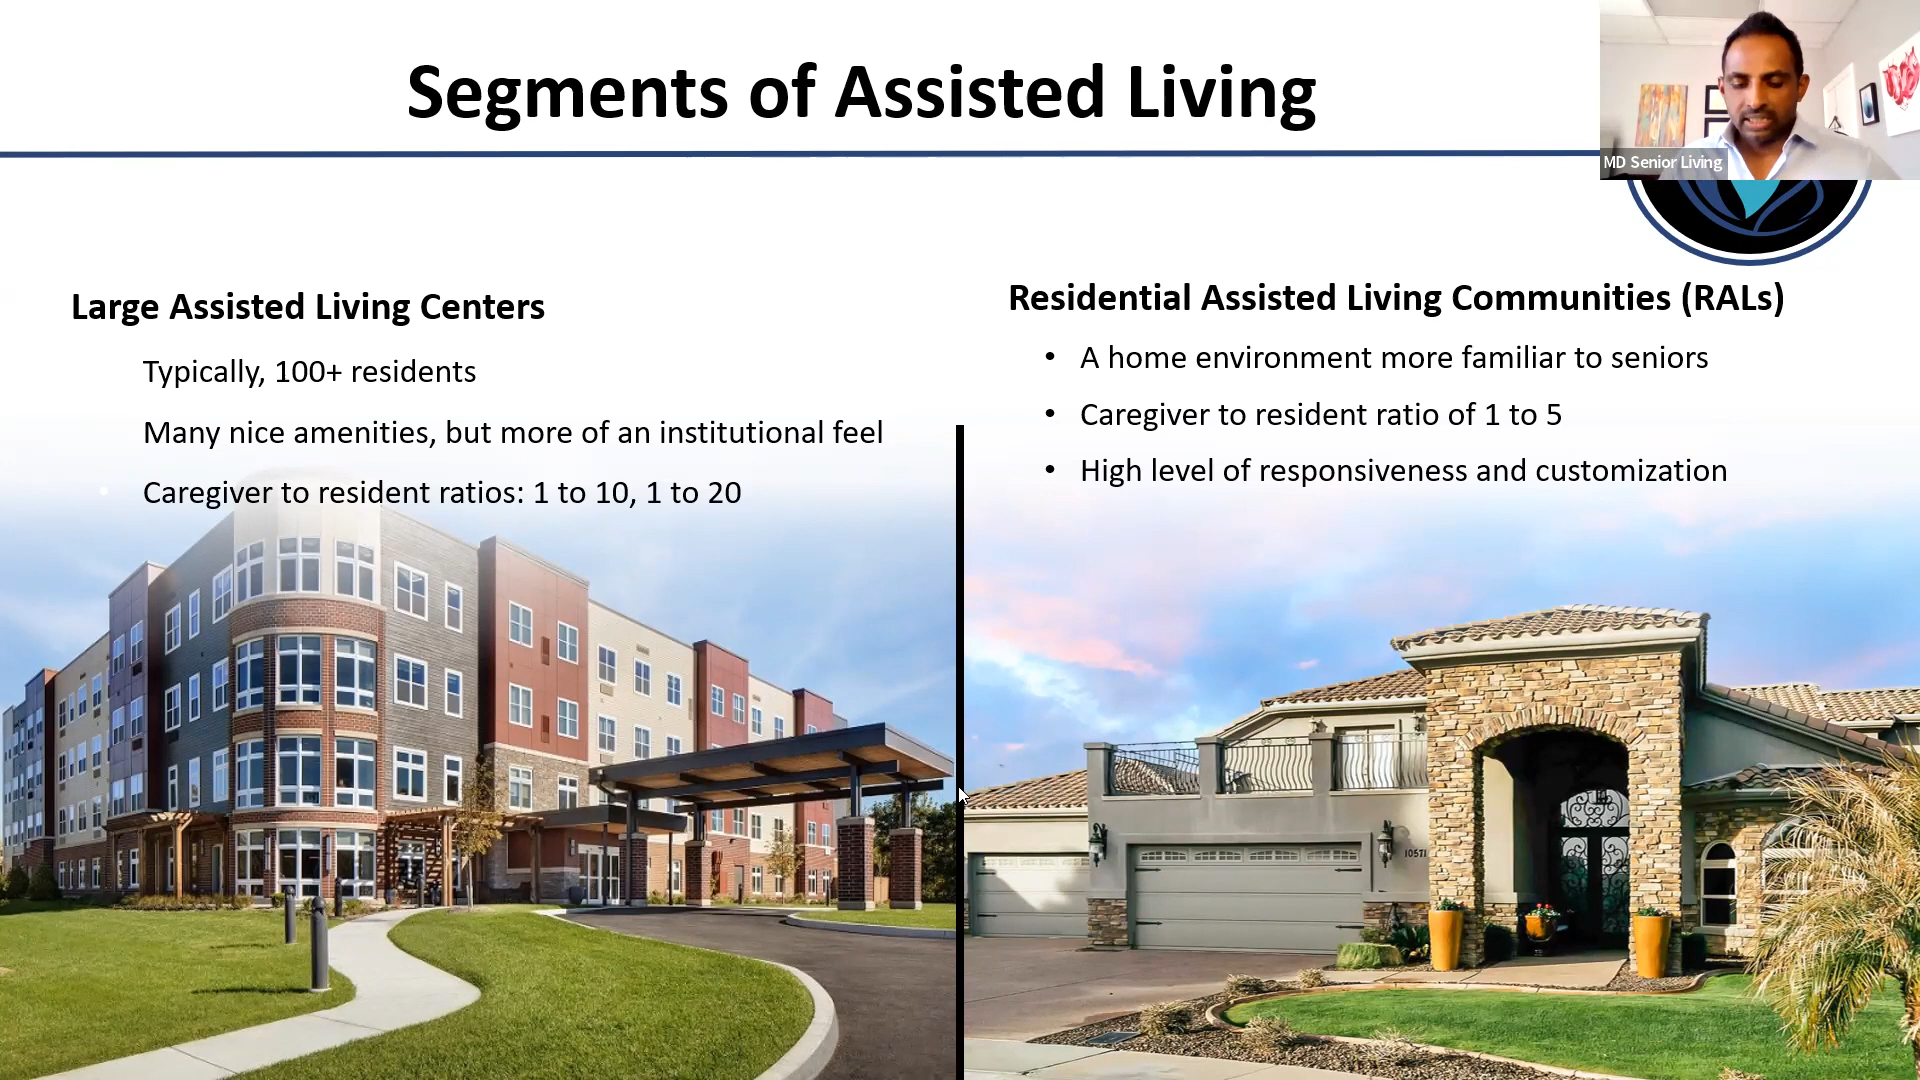 Segments of Assisted Living
MD Senior Living
Large Assisted Living Centers
Typically, 100+ residents
Many nice amenities, but more of an institutional feel
Caregiver to resident ratios: 1 to 10, 1 to 20
Residential Assisted Living Communities (RALs)
• A home environment more familiar to seniors
• Caregiver to resident ratio of 1 to 5
• High level of responsiveness and customization
10571